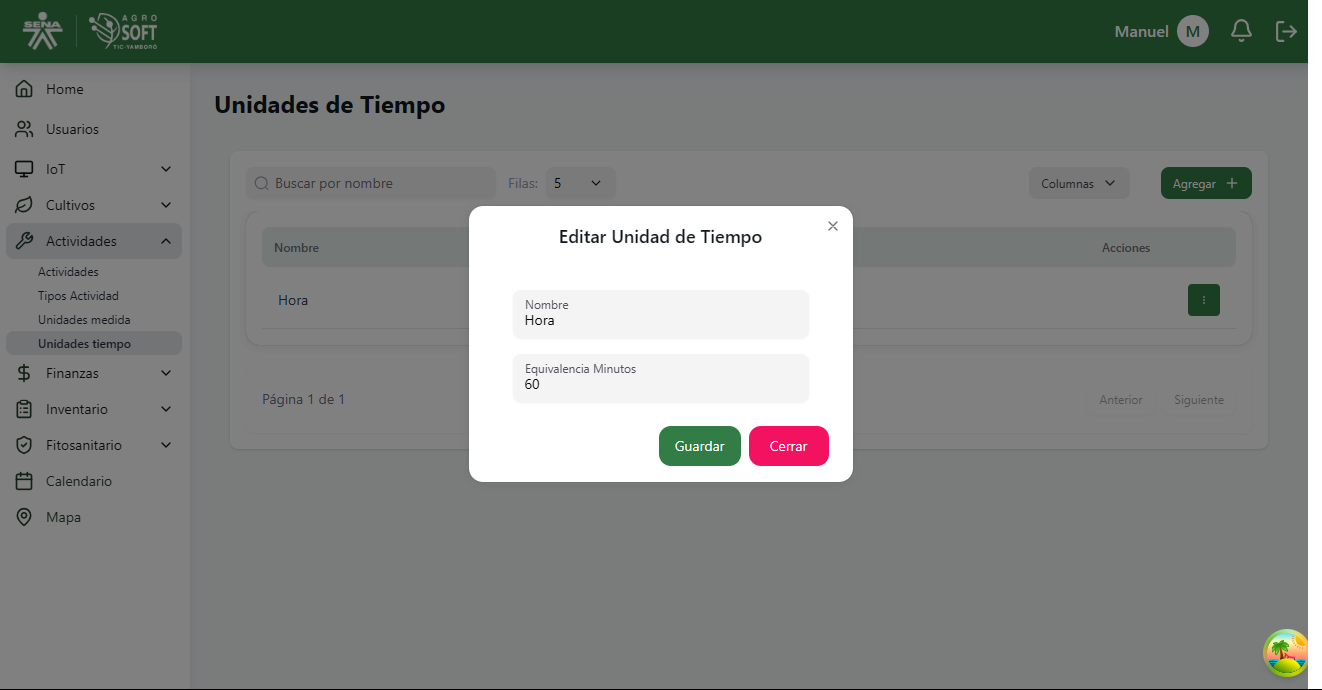 SENA
AGRO
SOFT
TIC-YAMBORO
Manuel
M
Home
Usuarios
IoT
Cultivos
Actividades
Actividades
Tipos Actividad
Unidades medida
Unidades tiempo
Finanzas
Inventario
Fitosanitario
Calendario
Mapa
Unidades de Tiempo
Buscar por nombre
Filas: 5
Columnas
Agregar
Nombre
Acciones
Hora
Página 1 de 1
Anterior
Siguiente
Editar Unidad de Tiempo
Nombre
Hora
Equivalencia Minutos
60
Guardar
Cerrar